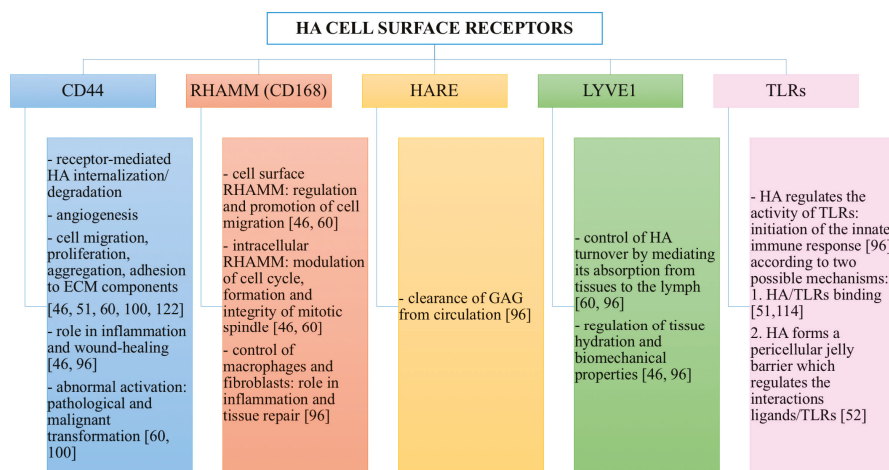 HA CELL SURFACE RECEPTORS
CD44
- receptor-mediated
HA internalization/
degradation
- angiogenesis
- cell migration,
proliferation,
aggregation, adhesion
to ECM components
[46, 51, 60, 100, 122]
- role in inflammation
and wound-healing
[46, 96]
- abnormal activation:
pathological and
malignant
transformation [60,
100]
RHAMM (CD168)
- cell surface
RHAMM: regulation
and promotion of cell
migration [46, 60]
- intracellular
RHAMM: modulation
of cell cycle,
formation and
integrity of mitotic
spindle [46, 60]
- control of
macrophages and
fibroblasts: role in
inflammation and
tissue repair [96]
HARE
- clearance of GAG
from circulation [96]
LYVE1
- control of HA
turnover by mediating
its absorption from
tissues to the lymph
[60, 96]
- regulation of tissue
hydration and
biomechanical
properties [46, 96]
TLRs
- HA regulates the
activity of TLRs:
initiation of the innate
immune response [96]
according to two
possible mechanisms:
1. HA/TLRs binding
[51,114]
2. HA forms a
pericellular jelly
barrier which
regulates the
interactions
ligands/TLRs [52]